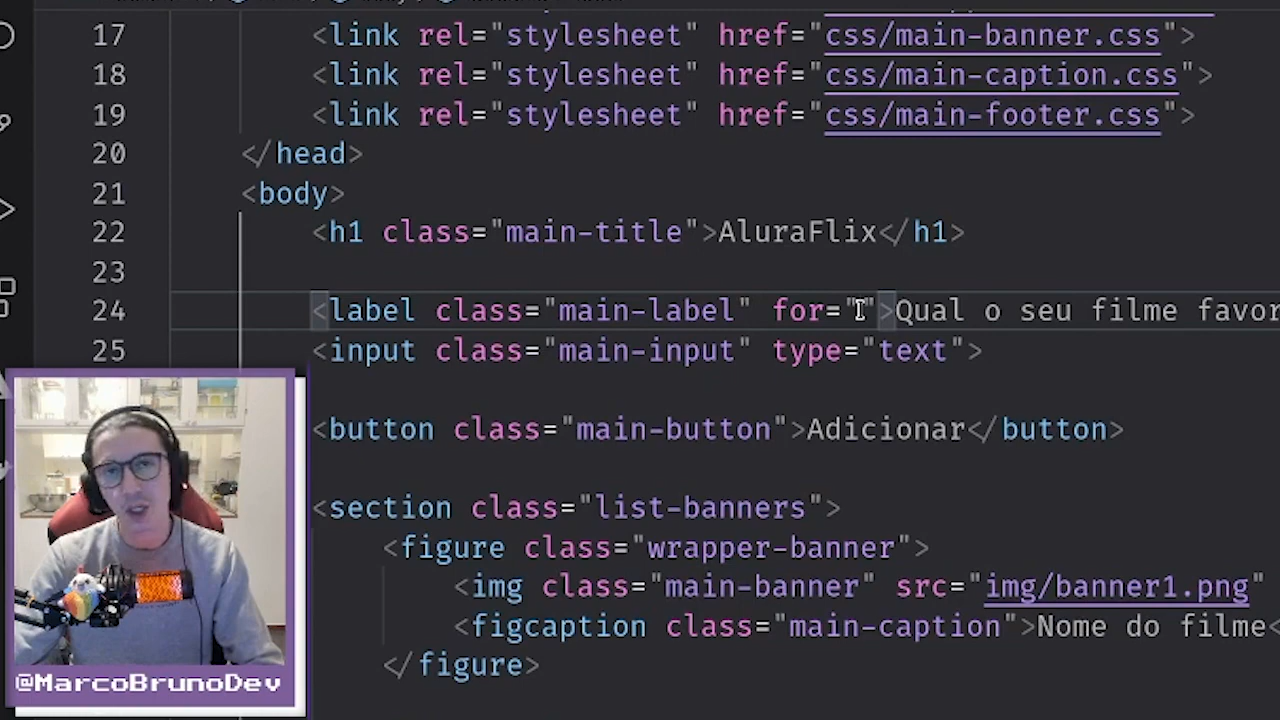 17 <link rel="stylesheet" href="css/main-banner.css">
18 <link rel="stylesheet" href="css/main-caption.css">
19 <link rel="stylesheet" href="css/main-footer.css">
20 </head>
21 <body>
22 <h1 class="main-title">AluraFlix</h1>
23
24 <label class="main-label" for="">Qual o seu filme favor
25 <input class="main-input" type="text">
<button class="main-button">Adicionar</button>
<section class="list-banners">
<figure class="wrapper-banner">
<img class="main-banner" src="img/banner1.png"
<figcaption class="main-caption">Nome do filme<
</figure>
@MarcoBrunoDev